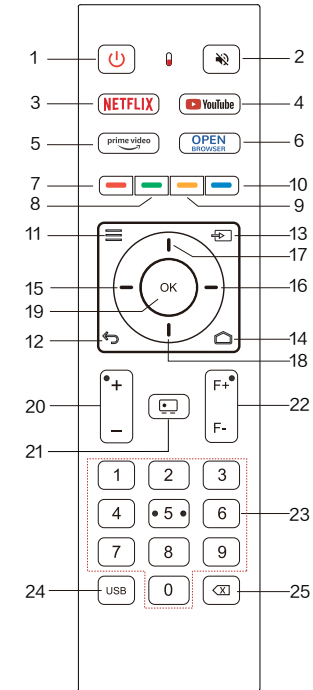 1 2
3 NETFLIX YouTube 4
5 prime video OPEN BROWSER 6
7 10
8 9
11 13
17
15 16
OK
19
12 14
18
+ F+
20 22
− F-
21
1 2 3
4 5 6 23
7 8 9
24 USB 0 X 25